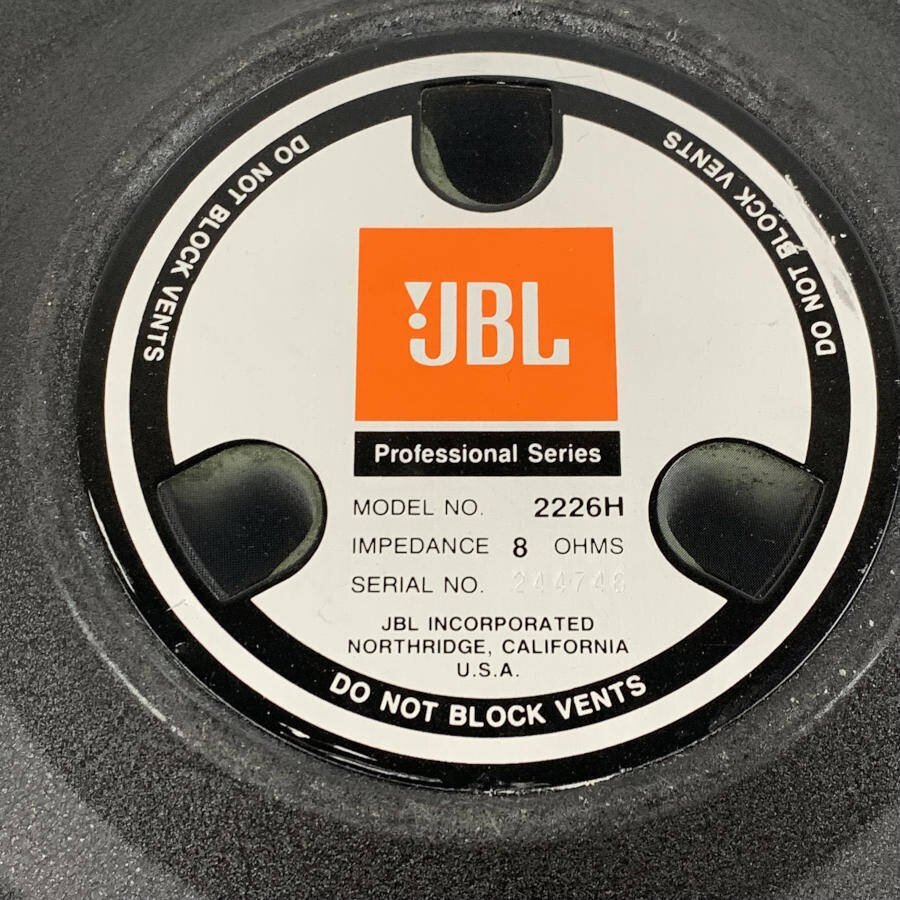 DO NOT BLOCK VENTS
DO NOT BLOCK VENTS
JBL
Professional Series
MODEL NO. 2226H
IMPEDANCE 8 OHMS
SERIAL NO. 244746
JBL INCORPORATED
NORTHRIDGE, CALIFORNIA
U.S.A.
DO NOT BLOCK VENTS